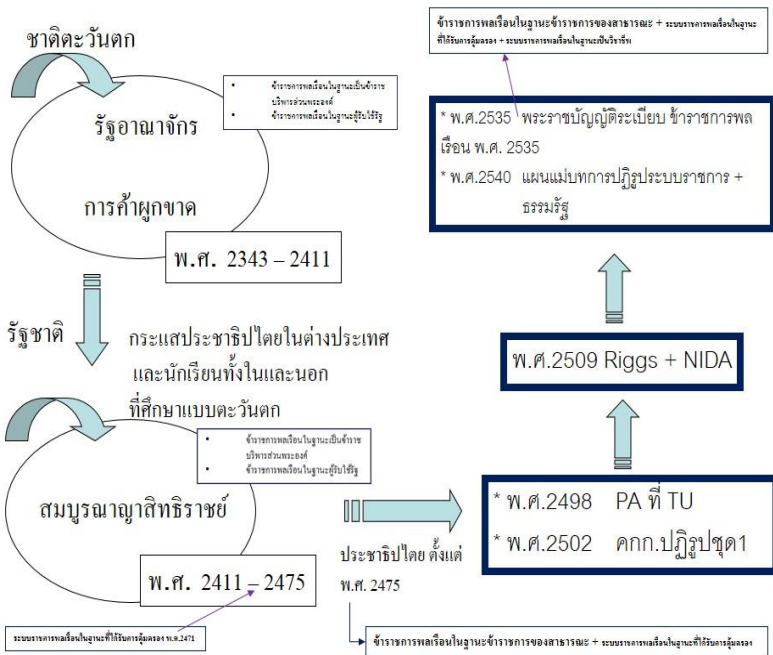 ชาติตะวันตก
รัฐอาณาจักร
การค้าผูกขาด
• ข้าราชการพลเรือนในฐานะเป็นข้าราช
บริพารส่วนพระองค์
• ข้าราชการพลเรือนในฐานะผู้รับใช้รัฐ
พ.ศ. 2343 – 2411
รัฐชาติ
กระแสประชาธิปไตยในต่างประเทศ
และนักเรียนทั้งในและนอก
ที่ศึกษาแบบตะวันตก
• ข้าราชการพลเรือนในฐานะเป็นข้าราช
บริพารส่วนพระองค์
• ข้าราชการพลเรือนในฐานะผู้รับใช้รัฐ
สมบูรณาญาสิทธิราชย์
พ.ศ. 2411 – 2475
ระบบราชการพลเรือนในฐานะที่ได้รับการคุ้มครอง พ.ศ.2471
ประชาธิปไตย ตั้งแต่
พ.ศ. 2475
ข้าราชการพลเรือนในฐานะข้าราชการของสาธารณะ + ระบบราชการพลเรือนในฐานะที่ได้รับการคุ้มครอง
* พ.ศ.2498 PA ที่ TU
* พ.ศ.2502 คกก.ปฏิรูปชุด1
พ.ศ.2509 Riggs + NIDA
* พ.ศ.2535 พระราชบัญญัติระเบียบ ข้าราชการพล
เรือน พ.ศ. 2535
* พ.ศ.2540 แผนแม่บทการปฏิรูประบบราชการ +
ธรรมรัฐ
ข้าราชการพลเรือนในฐานะข้าราชการของสาธารณะ + ระบบราชการพลเรือนในฐานะ
ที่ได้รับการคุ้มครอง + ระบบราชการพลเรือนในฐานะเป็นวิชาชีพ